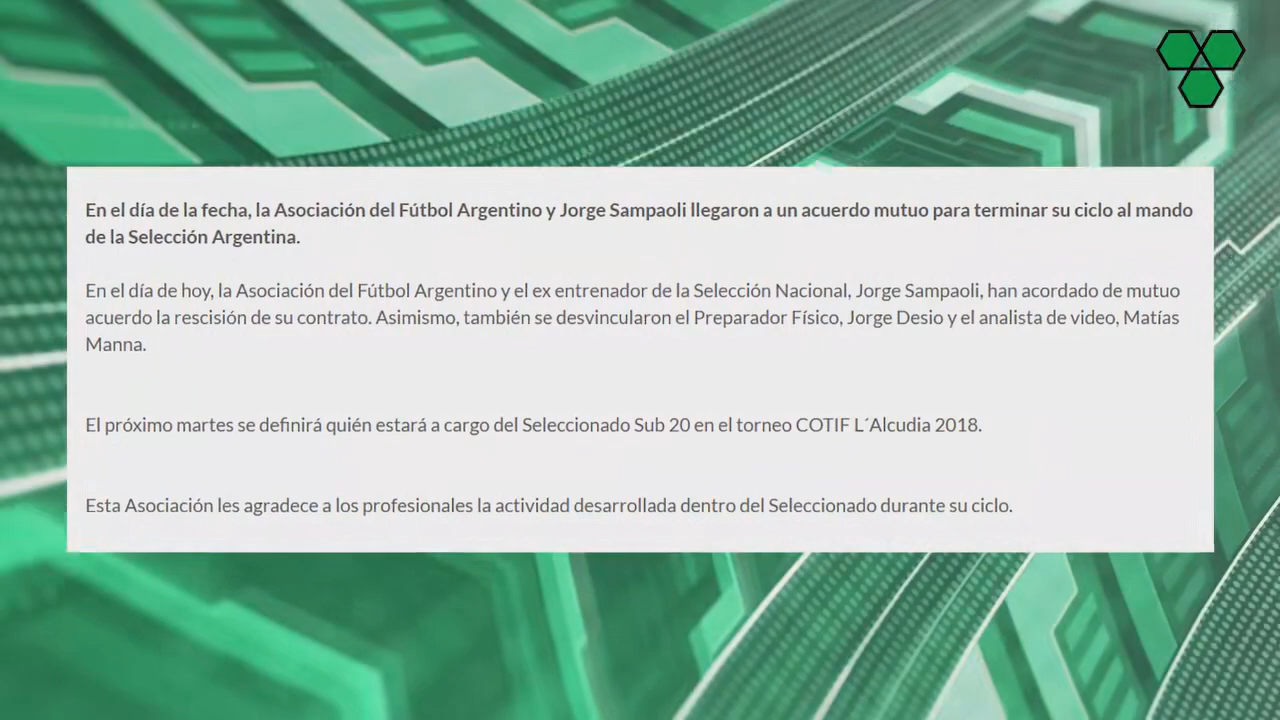 En el día de la fecha, la Asociación del Fútbol Argentino y Jorge Sampaoli llegaron a un acuerdo mutuo para terminar su ciclo al mando
de la Selección Argentina.
En el día de hoy, la Asociación del Fútbol Argentino y el ex entrenador de la Selección Nacional, Jorge Sampaoli, han acordado de mutuo
acuerdo la rescisión de su contrato. Asimismo, también se desvincularon el Preparador Físico, Jorge Desio y el analista de video, Matías
Manna.
El próximo martes se definirá quién estará a cargo del Seleccionado Sub 20 en el torneo COTIF L´Alcudia 2018.
Esta Asociación les agradece a los profesionales la actividad desarrollada dentro del Seleccionado durante su ciclo.